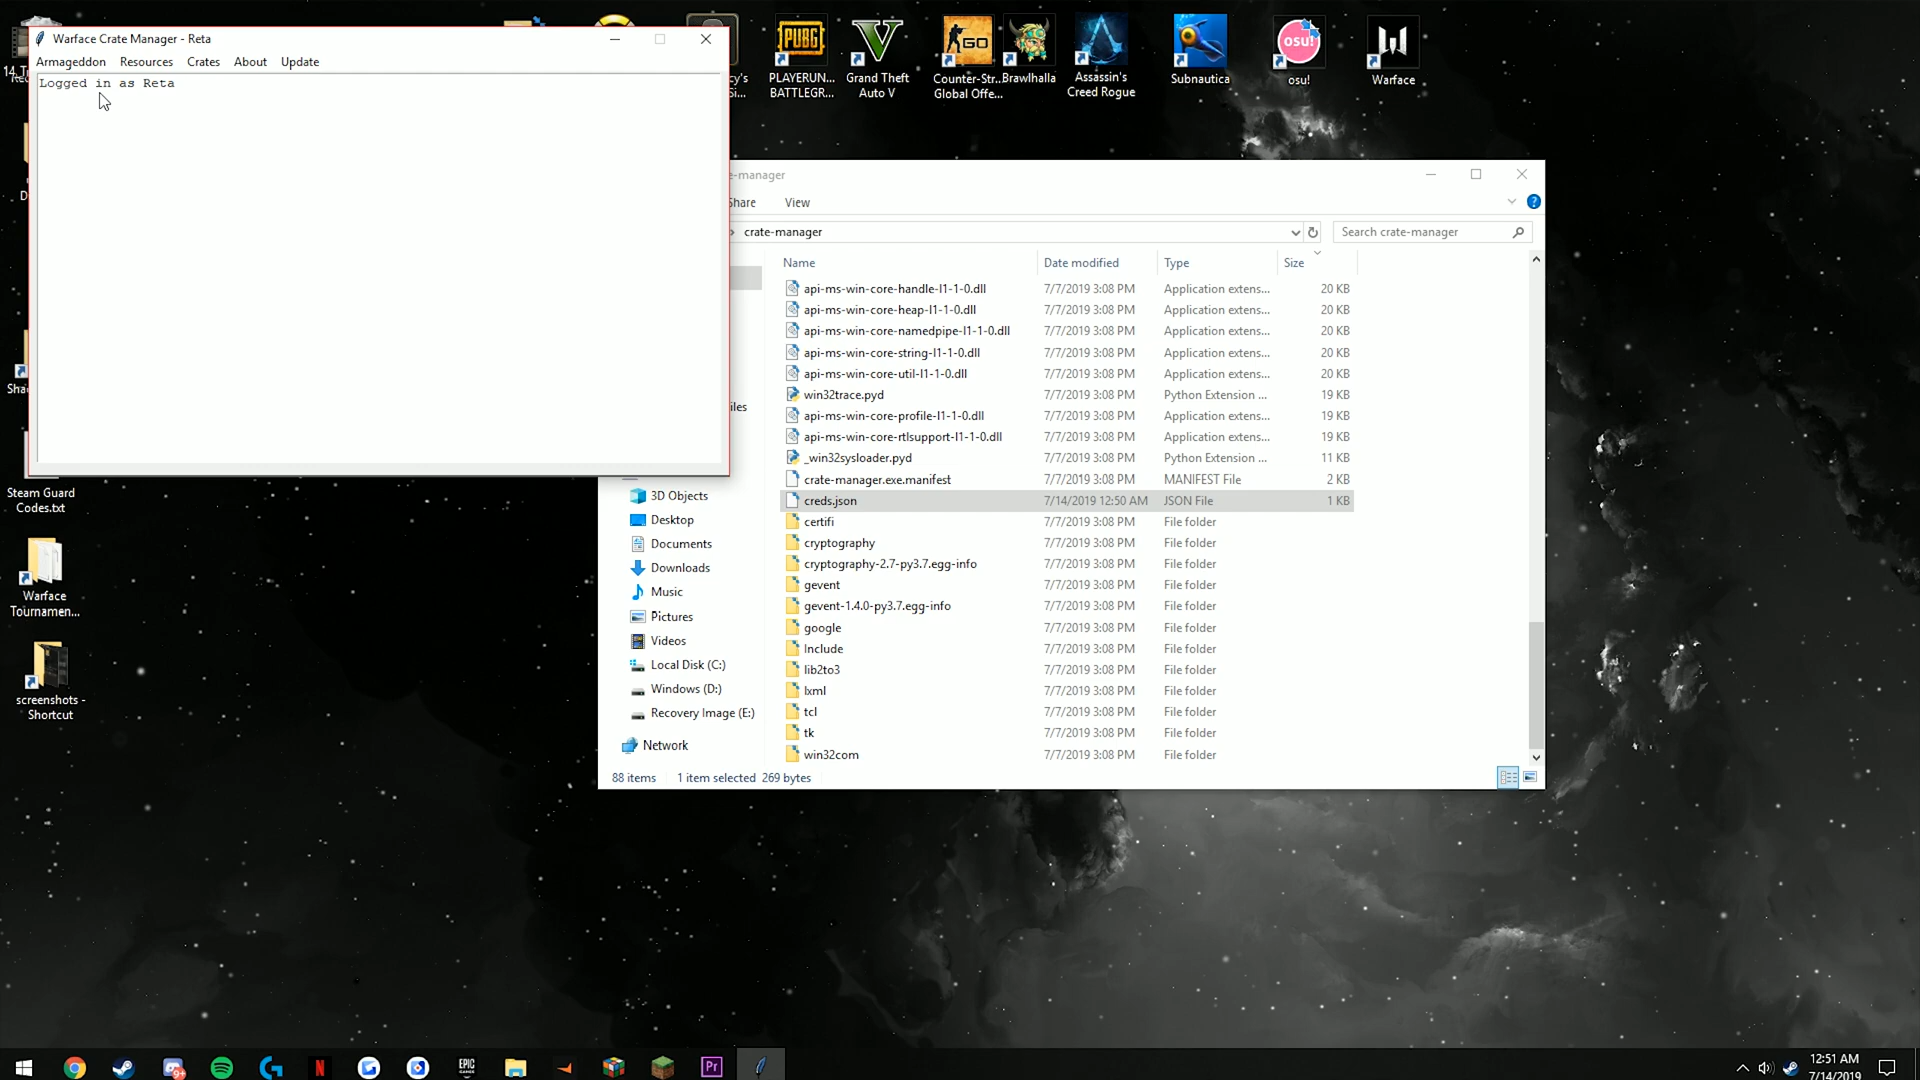 Warface Crate Manager - Reta
Armageddon Resources Crates About Update
Logged in as Reta
PLAYERUN...
BATTLEGR...
Grand Theft
Auto V
Counter-Str...
Global Offe...
Brawlhalla
Assassin's
Creed Rogue
Subnautica
osu!
Warface
e-manager
Share View
crate-manager
Search crate-manager
Name Date modified Type Size
api-ms-win-core-handle-l1-1-0.dll 7/7/2019 3:08 PM Application extens... 20 KB
api-ms-win-core-heap-l1-1-0.dll 7/7/2019 3:08 PM Application extens... 20 KB
api-ms-win-core-namedpipe-l1-1-0.dll 7/7/2019 3:08 PM Application extens... 20 KB
api-ms-win-core-string-l1-1-0.dll 7/7/2019 3:08 PM Application extens... 20 KB
api-ms-win-core-util-l1-1-0.dll 7/7/2019 3:08 PM Application extens... 20 KB
win32trace.pyd 7/7/2019 3:08 PM Python Extension ... 19 KB
api-ms-win-core-profile-l1-1-0.dll 7/7/2019 3:08 PM Application extens... 19 KB
api-ms-win-core-rtlsupport-l1-1-0.dll 7/7/2019 3:08 PM Application extens... 19 KB
_win32sysloader.pyd 7/7/2019 3:08 PM Python Extension ... 11 KB
crate-manager.exe.manifest 7/7/2019 3:08 PM MANIFEST File 2 KB
creds.json 7/14/2019 12:50 AM JSON File 1 KB
certifi 7/7/2019 3:08 PM File folder
cryptography 7/7/2019 3:08 PM File folder
cryptography-2.7-py3.7.egg-info 7/7/2019 3:08 PM File folder
gevent 7/7/2019 3:08 PM File folder
gevent-1.4.0-py3.7.egg-info 7/7/2019 3:08 PM File folder
google 7/7/2019 3:08 PM File folder
Include 7/7/2019 3:08 PM File folder
lib2to3 7/7/2019 3:08 PM File folder
lxml 7/7/2019 3:08 PM File folder
tcl 7/7/2019 3:08 PM File folder
tk 7/7/2019 3:08 PM File folder
win32com 7/7/2019 3:08 PM File folder
3D Objects
Desktop
Documents
Downloads
Music
Pictures
Videos
Local Disk (C:)
Windows (D:)
Recovery Image (E:)
Network
88 items 1 item selected 269 bytes
Steam Guard
Codes.txt
Warface
Tournamen...
screenshots -
Shortcut
12:51 AM
7/14/2019